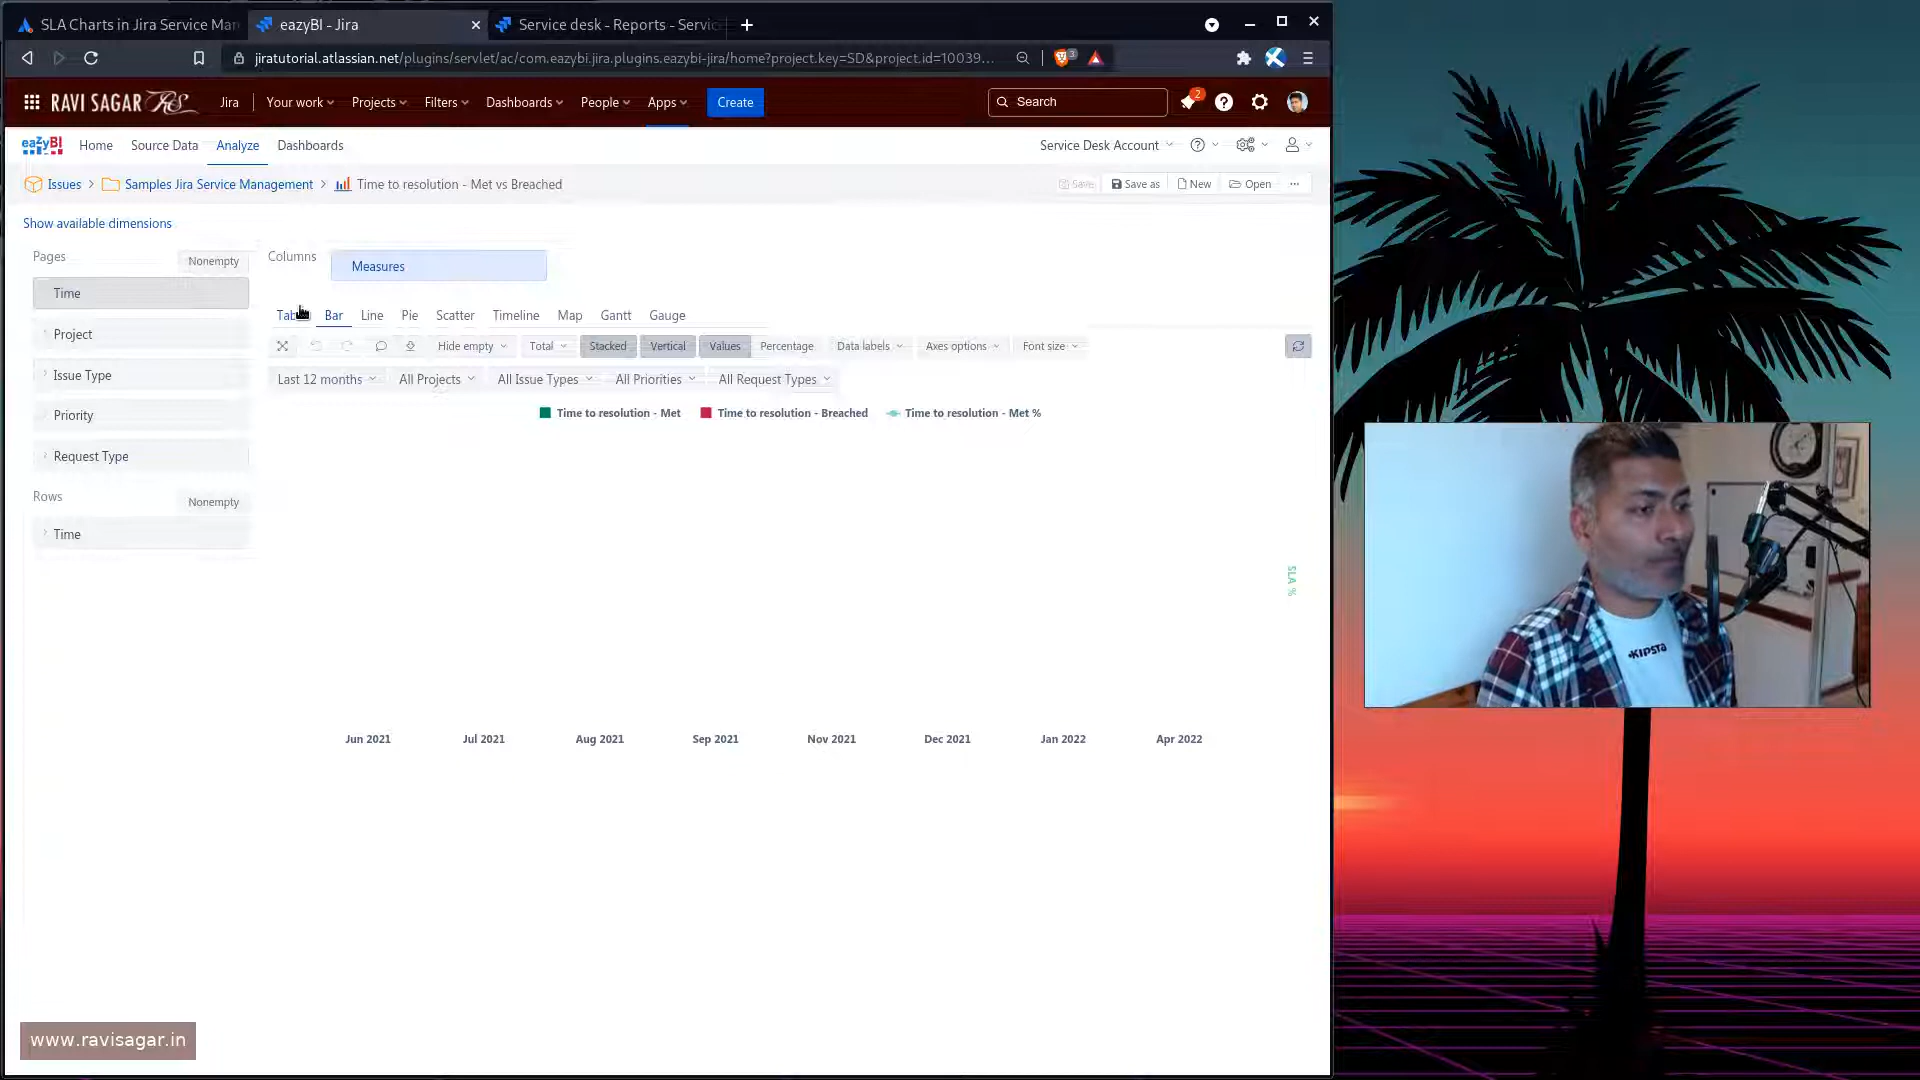 SLA Charts in Jira Service Man
eazyBI - Jira
Service desk - Reports - Servic
jiratutorial.atlassian.net/plugins/servlet/ac/com.eazybi.jira.plugins.eazybi-jira/home?project.key=SD&project.id=10039...
3
RAVI SAGAR RS Jira Your work Projects Filters Dashboards People Apps Create Search 2
eazyBI Home Source Data Analyze Dashboards Service Desk Account
Issues Samples Jira Service Management Time to resolution - Met vs Breached Save Save as New Open ...
Show available dimensions
Pages Nonempty Columns
Measures
Time
Tab Bar Line Pie Scatter Timeline Map Gantt Gauge
Project
Hide empty Total Stacked Vertical Values Percentage Data labels Axes options Font size
Issue Type
Last 12 months All Projects All Issue Types All Priorities All Request Types
Priority
Time to resolution - Met Time to resolution - Breached Time to resolution - Met %
Request Type
Rows Nonempty
Time
SLA %
KIPSTA
Jun 2021 Jul 2021 Aug 2021 Sep 2021 Nov 2021 Dec 2021 Jan 2022 Apr 2022
www.ravisagar.in